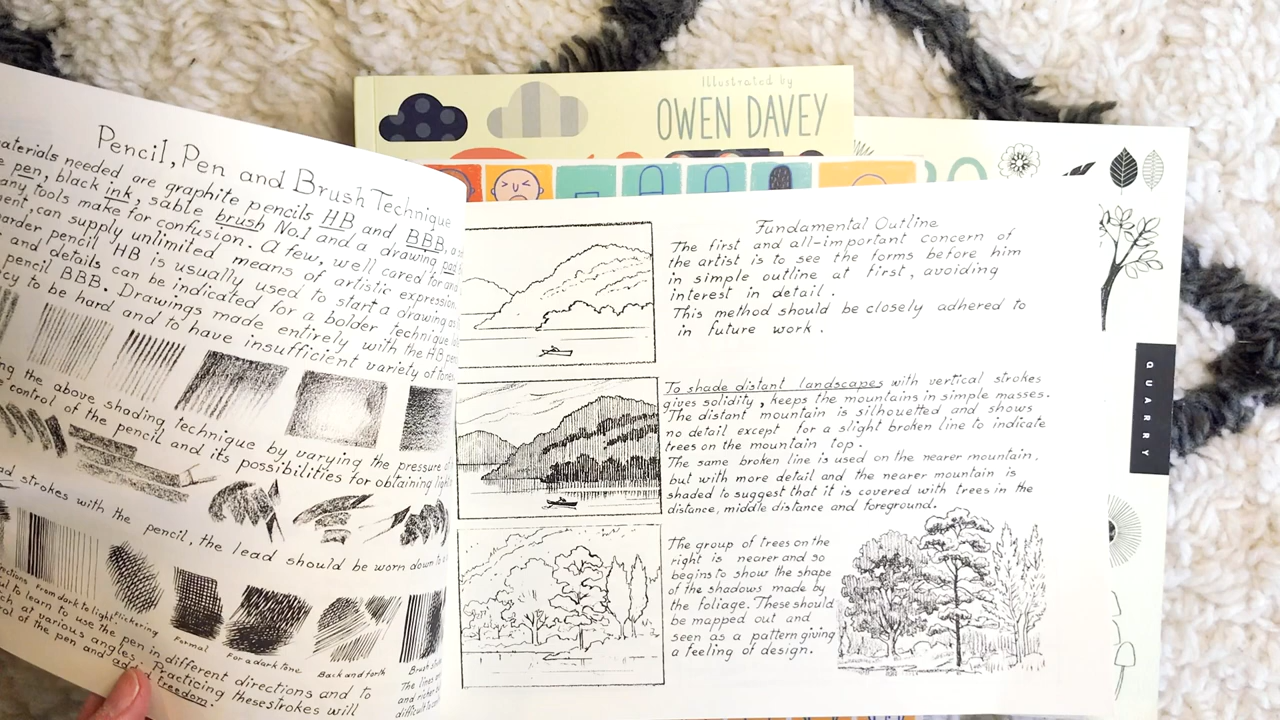 Illustrated by
OWEN DAVEY
QUARRY
Pencil, Pen and Brush Technique
materials needed are graphite pencils HB and BBB,
pen, black ink, sable brush No.1 and a drawing
any tools make for confusion. A few, well cared for
can supply unlimited means of artistic expression.
harder pencil HB is usually used to start a drawing
and details can be indicated for a bolder technique
pencil BBB. Drawings made entirely with the HB
to be hard and to have insufficient variety of tone
the above shading technique by varying the pressure
control of the pencil and its possibilities for obtaining
strokes with the pencil, the lead should be worn down
from dark to light
flickering
Formal
For a dark tone
Back and forth
to learn to use the pen in different directions and to
at various angles. Practicing these strokes will
of the pen and
freedom.
Fundamental Outline
The first and all-important concern of
the artist is to see the forms before him
in simple outline at first, avoiding
interest in detail.
This method should be closely adhered to
in future work.
To shade distant landscapes with vertical strokes
gives solidity, keeps the mountains in simple masses.
The distant mountain is silhouetted and shows
no detail except for a slight broken line to indicate
trees on the mountain top.
The same broken line is used on the nearer mountain,
but with more detail and the nearer mountain is
shaded to suggest that it is covered with trees in the
distance, middle distance and foreground.
The group of trees on the
right is nearer and so
begins to show the shape
of the shadows made by
the foliage. These should
be mapped out and
seen as a pattern giving
a feeling of design.